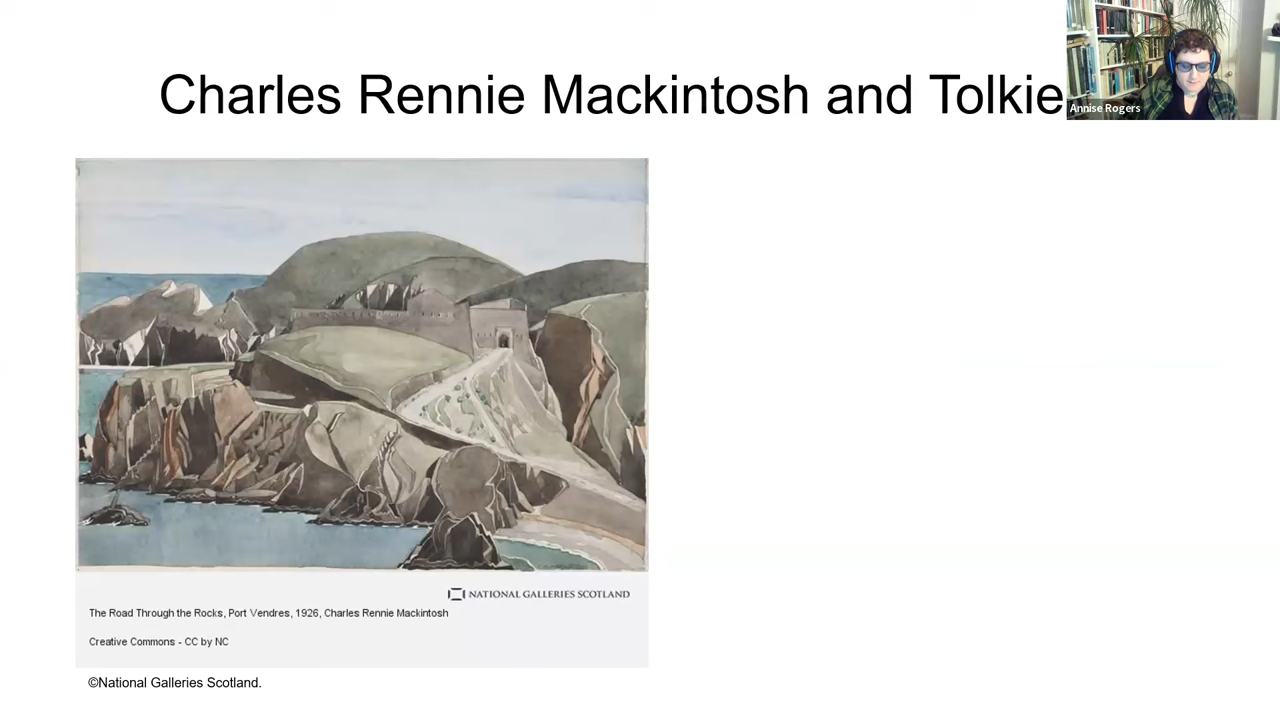 Charles Rennie Mackintosh and Tolkie
Annise Rogers
NATIONAL GALLERIES SCOTLAND
The Road Through the Rocks, Port Vendres, 1926, Charles Rennie Mackintosh
Creative Commons - CC by NC
©National Galleries Scotland.